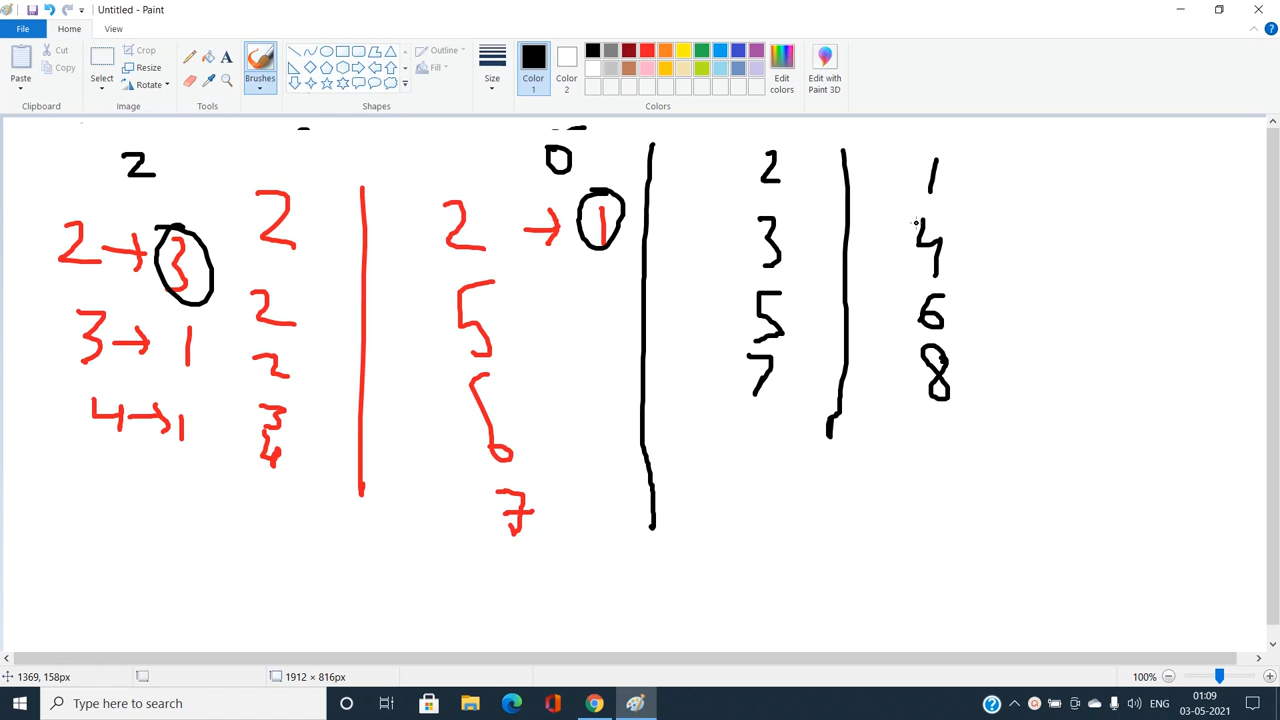 Untitled - Paint
File Home View
Paste
Cut
Copy
Clipboard
Select
Crop
Resize
Rotate
Image
Tools
Brushes
Outline
Fill
Shapes
Size
Color 1
Color 2
Edit colors
Colors
Edit with Paint 3D
2 0 2 1
2 → 3 2 2 → 1 3 4
3 → 1 2 5 5 6
2 6 7 8
4 → 1 3
4
7
1369, 158px 1912 × 816px 100%
Type here to search
ENG 01:09
03-05-2021